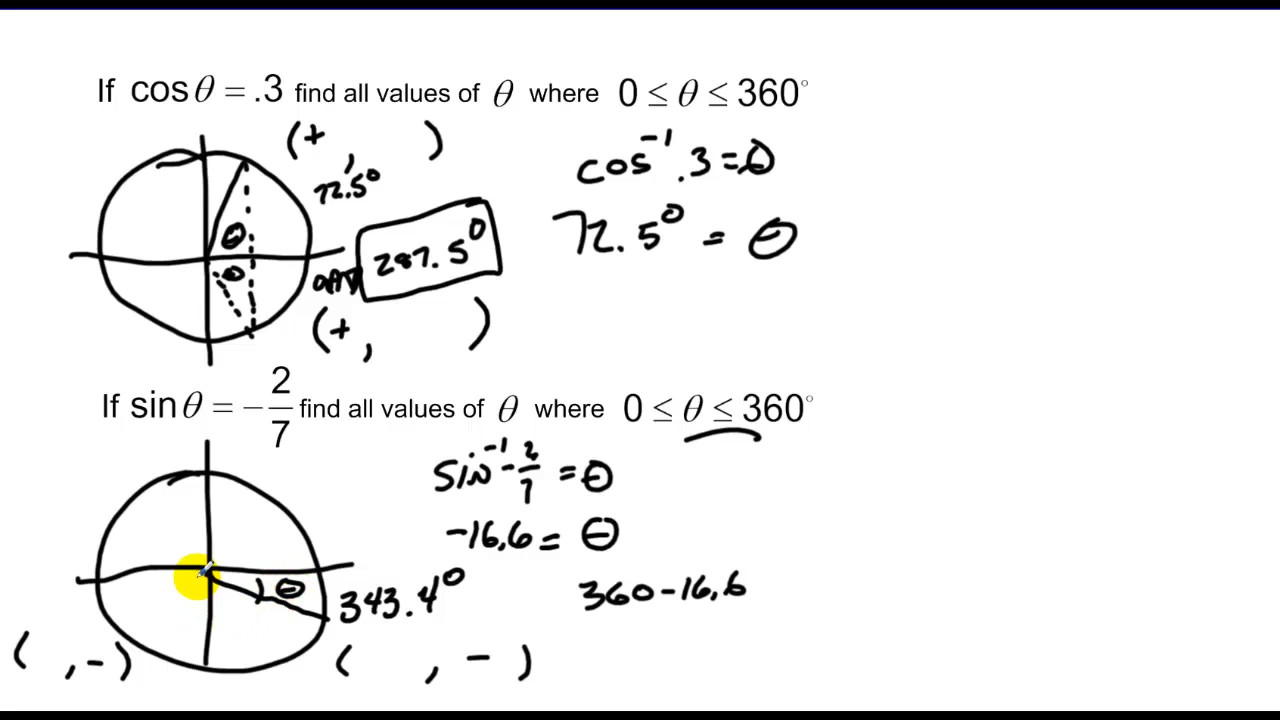 If cosθ = .3 find all values of θ where 0 ≤ θ ≤ 360°
(+ , )
72.5°
cos⁻¹ .3 = θ
72.5° = θ
θ
θ
287.5°
(+ , )
If sinθ = -2/7 find all values of θ where 0 ≤ θ ≤ 360°
sin⁻¹ -2/7 = θ
-16.6 = θ
θ
343.4°
360-16.6
( , -)
( , - )